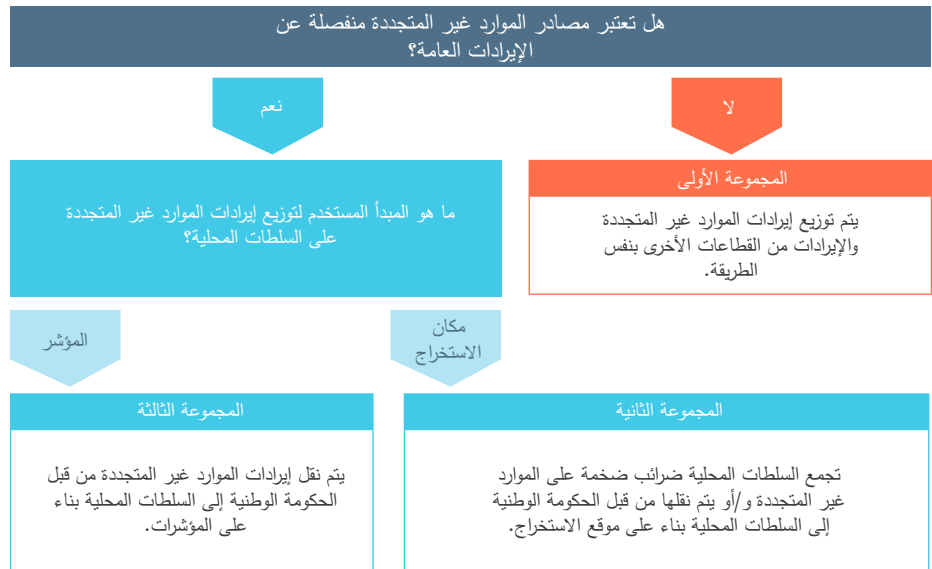 هل تعتبر مصادر الموارد غير المتجددة منفصلة عن
الإيرادات العامة؟
لا
نعم
المجموعة الأولى
يتم توزيع إيرادات الموارد غير المتجددة
والإيرادات من القطاعات الأخرى بنفس
الطريقة.
ما هو المبدأ المستخدم لتوزيع إيرادات الموارد غير المتجددة
على السلطات المحلية؟
مكان
الاستخراج
المؤشر
المجموعة الثانية
تجمع السلطات المحلية ضرائب ضخمة على الموارد
غير المتجددة و/أو يتم نقلها من قبل الحكومة الوطنية
إلى السلطات المحلية بناء على موقع الاستخراج.
المجموعة الثالثة
يتم نقل إيرادات الموارد غير المتجددة من قبل
الحكومة الوطنية إلى السلطات المحلية بناء
على المؤشرات.